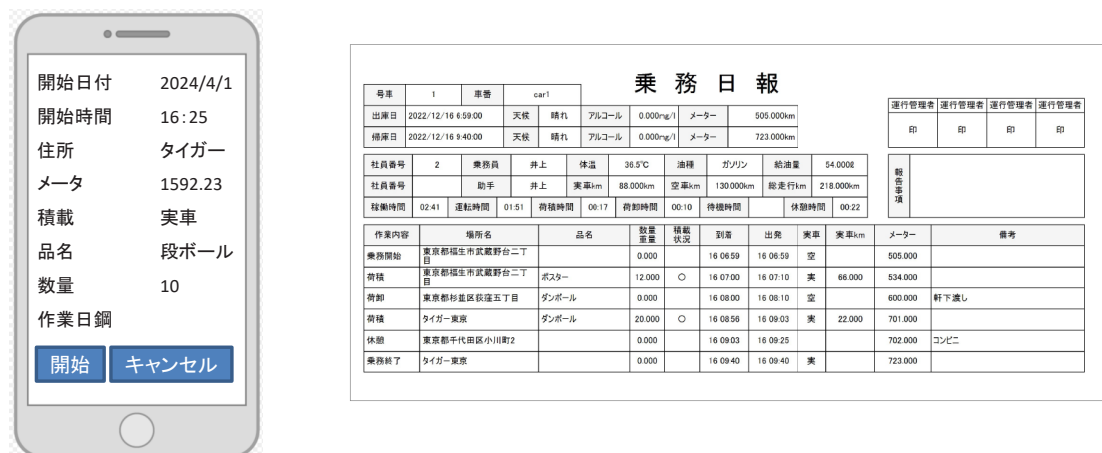 開始日付 2024/4/1
開始時間 16:25
住所 タイガー
メータ 1592.23
積載 実車
品名 段ボール
数量 10
作業日鋼
開始 キャンセル
乗務日報
号車 1 車番 car1
出庫日 2022/12/16 6:59:00 天候 晴れ アルコール 0.000mg/l メーター 505.000km
帰庫日 2022/12/16 9:40:00 天候 晴れ アルコール 0.000mg/l メーター 723.000km
運行管理者 運行管理者 運行管理者 運行管理者
印 印 印 印
社員番号 2 乗務員 井上 体温 36.5℃ 油種 ガソリン 給油量 54.000ℓ
社員番号 助手 井上 実車km 88.000km 空車km 130.000km 総走行km 218.000km
稼働時間 02:41 運転時間 01:51 荷積時間 00:17 荷卸時間 00:10 待機時間 休憩時間 00:22
報告事項
作業内容 場所名 品名 数量重量 積載状況 到着 出発 実車 実車km メーター 備考
乗務開始 東京都福生市武蔵野台二丁目 0.000 16 06:59 16 06:59 空 505.000
荷積 東京都福生市武蔵野台二丁目 ポスター 12.000 〇 16 07:00 16 07:10 実 66.000 534.000
荷卸 東京都杉並区荻窪五丁目 ダンボール 0.000 16 08:00 16 08:10 空 600.000 軒下渡し
荷積 タイガー東京 ダンボール 20.000 〇 16 08:56 16 09:03 実 22.000 701.000
休憩 東京都千代田区小川町2 0.000 16 09:03 16 09:25 702.000 コンビニ
乗務終了 タイガー東京 0.000 16 09:40 16 09:40 実 723.000